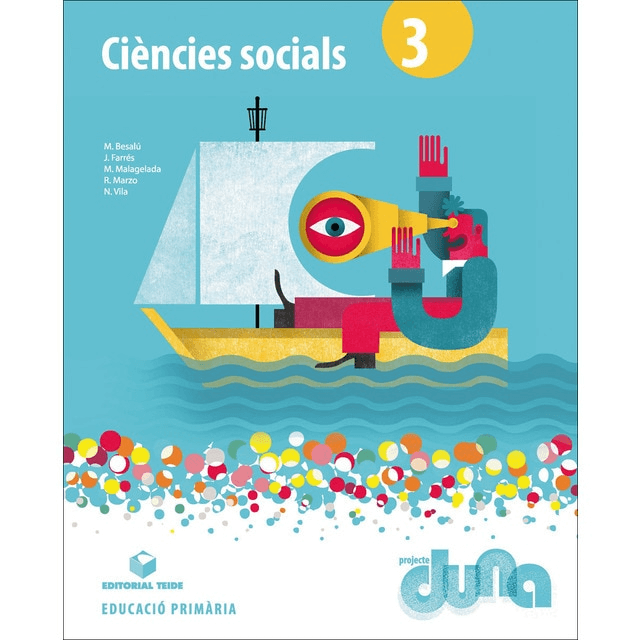 Ciències socials
3
M. Besalú
J. Farrés
M. Malagelada
R. Marzo
N. Vila
EDITORIAL TEIDE
EDUCACIÓ PRIMÀRIA
projecte
duna